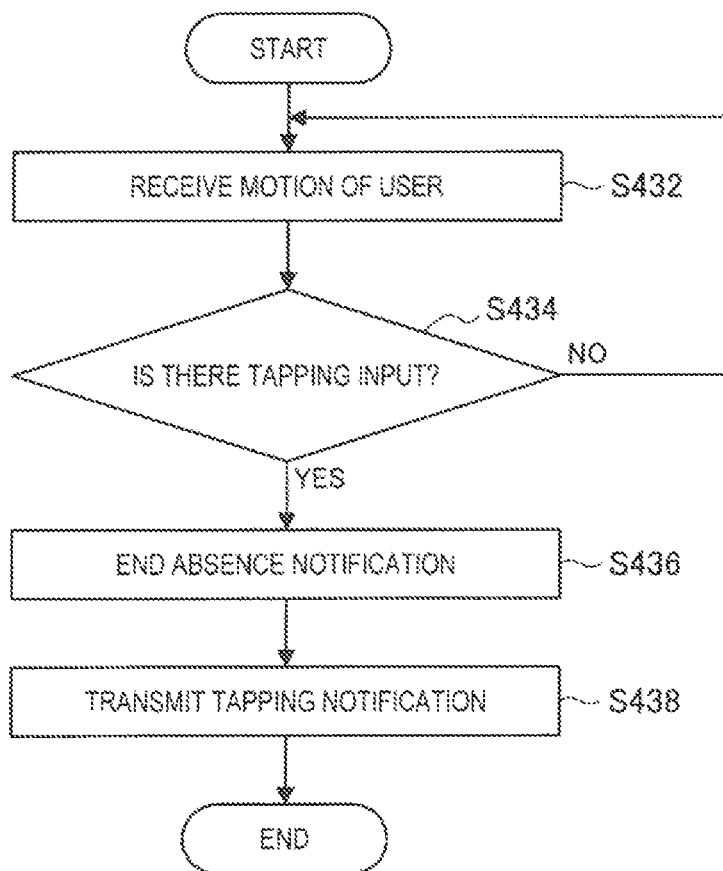 START
RECEIVE MOTION OF USER
S432
S434
IS THERE TAPPING INPUT?
NO
YES
END ABSENCE NOTIFICATION
S436
TRANSMIT TAPPING NOTIFICATION
S438
END